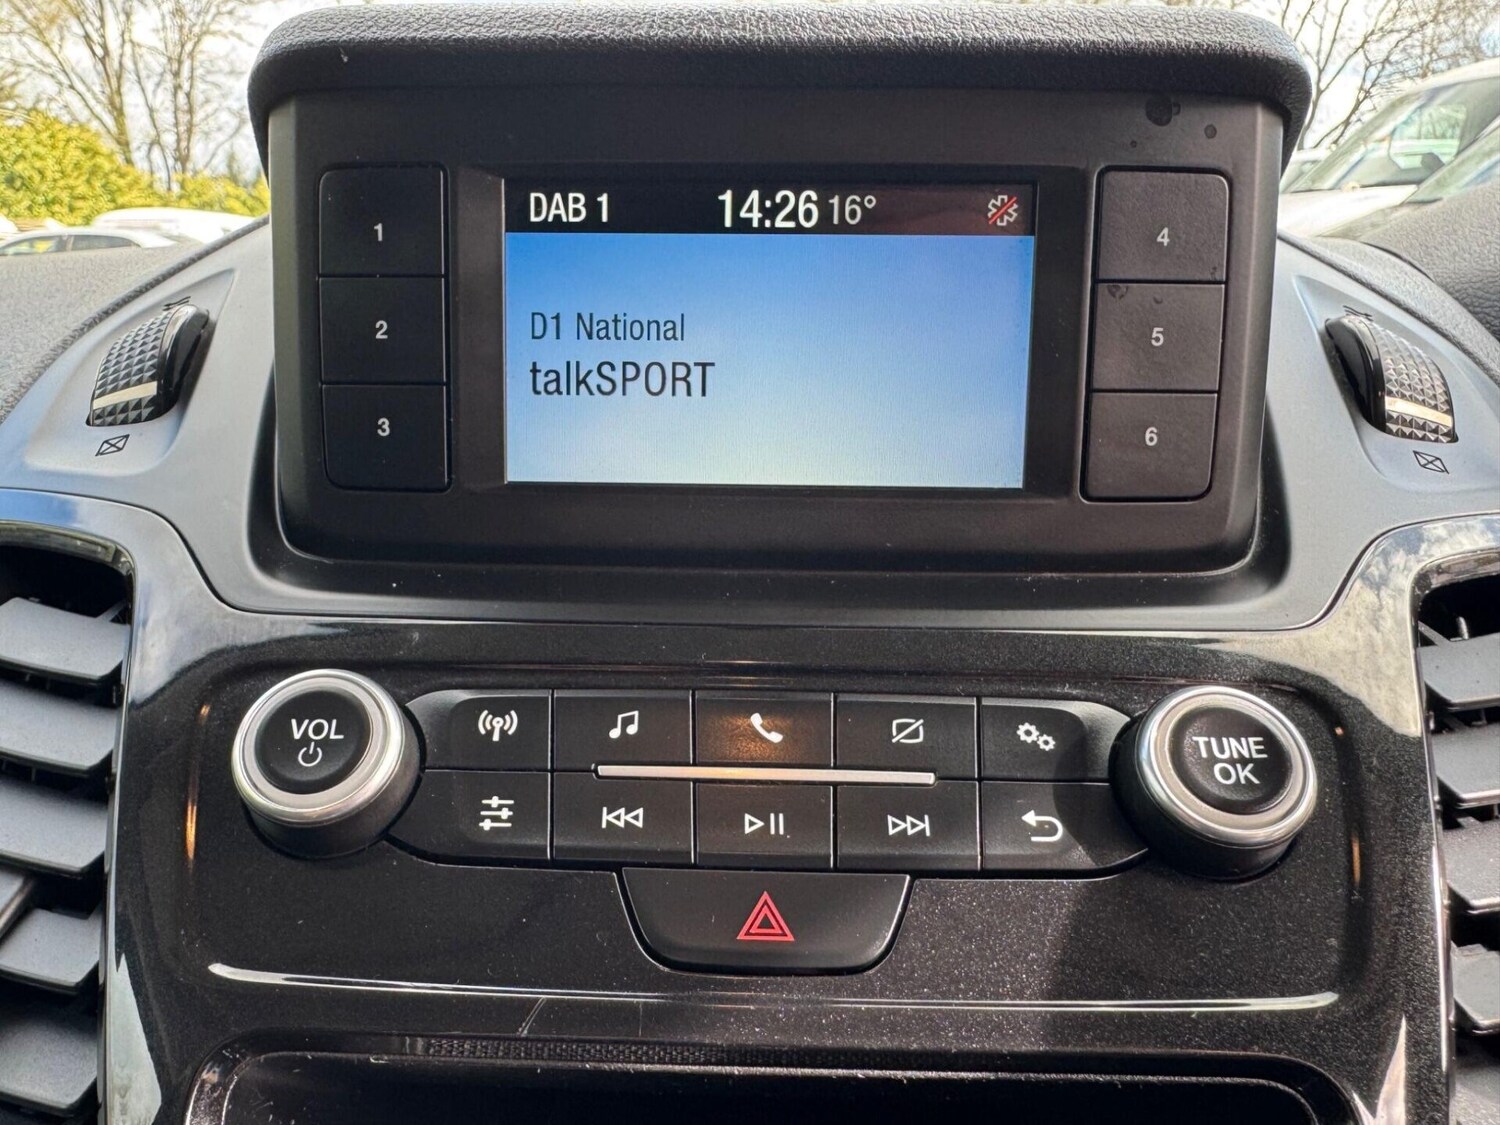 DAB 1 14:26 16°
D1 National
talkSPORT
1
2
3
4
5
6
VOL
TUNE
OK